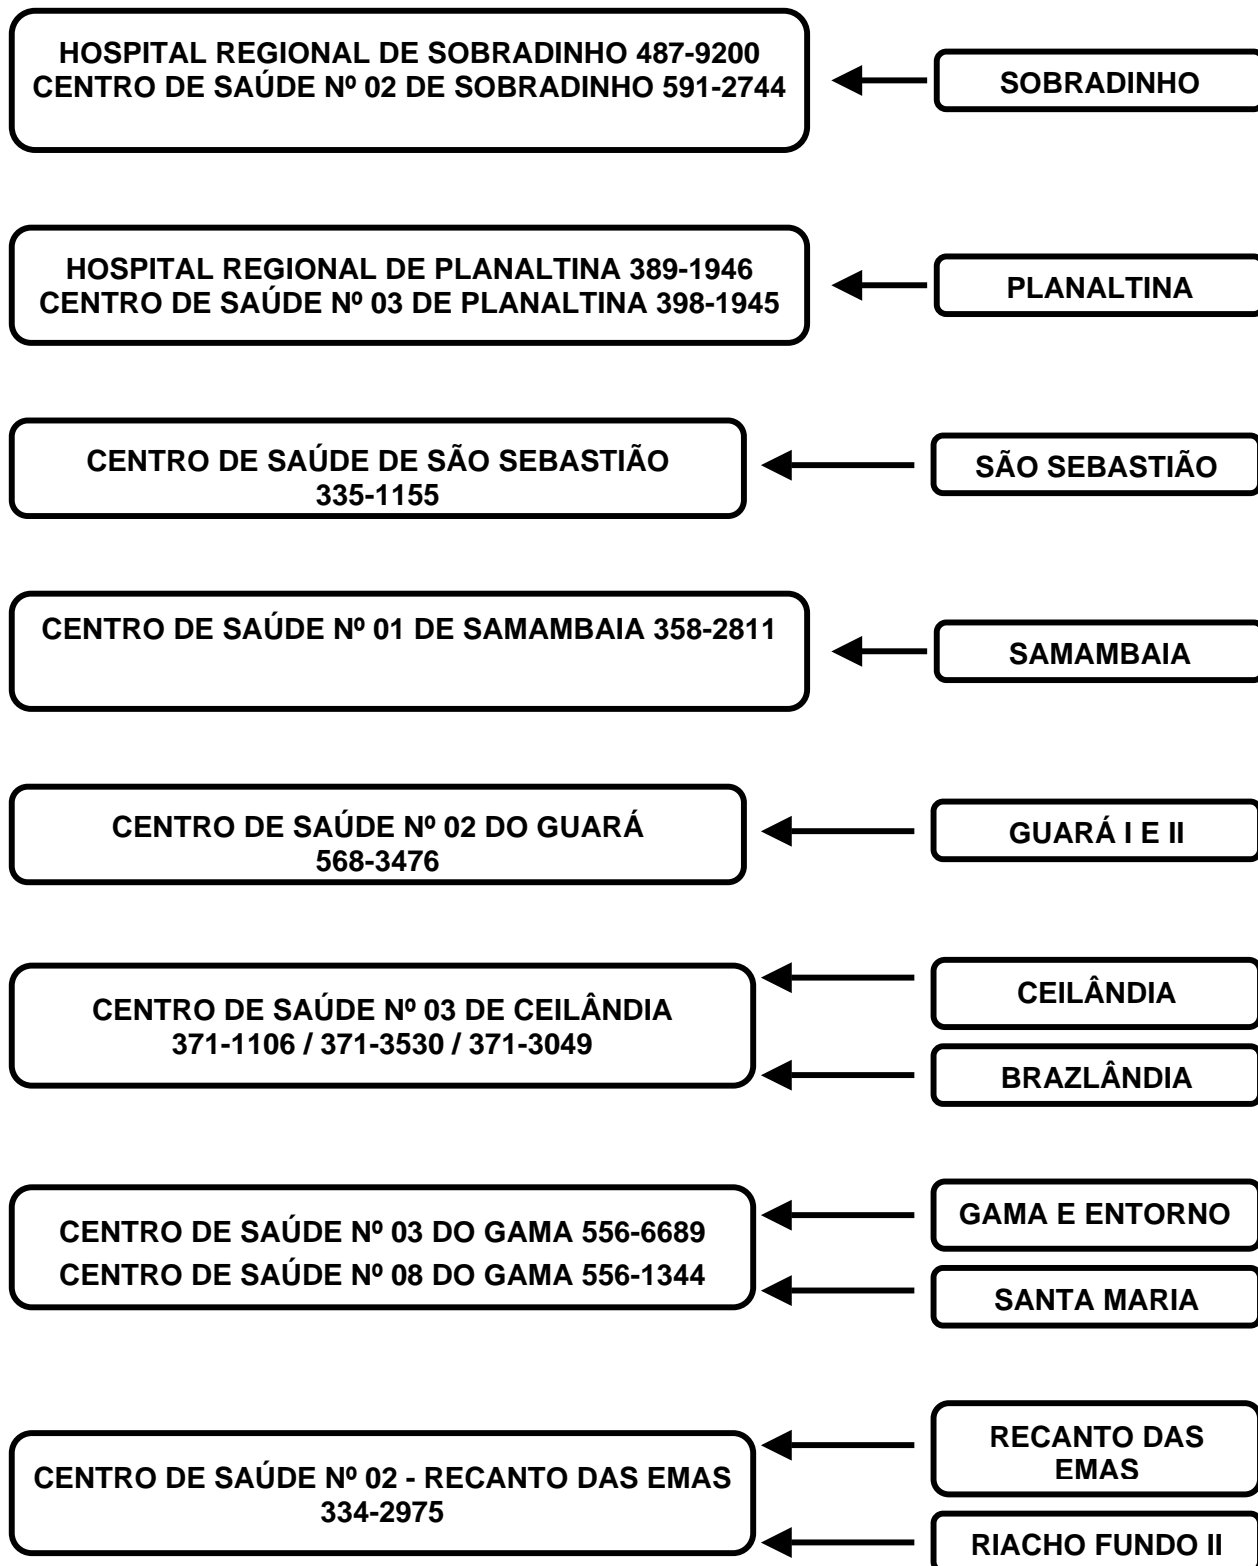 HOSPITAL REGIONAL DE SOBRADINHO 487-9200
CENTRO DE SAÚDE Nº 02 DE SOBRADINHO 591-2744
SOBRADINHO
HOSPITAL REGIONAL DE PLANALTINA 389-1946
CENTRO DE SAÚDE Nº 03 DE PLANALTINA 398-1945
PLANALTINA
CENTRO DE SAÚDE DE SÃO SEBASTIÃO
335-1155
SÃO SEBASTIÃO
CENTRO DE SAÚDE Nº 01 DE SAMAMBAIA 358-2811
SAMAMBAIA
CENTRO DE SAÚDE Nº 02 DO GUARÁ
568-3476
GUARÁ I E II
CENTRO DE SAÚDE Nº 03 DE CEILÂNDIA
371-1106 / 371-3530 / 371-3049
CEILÂNDIA
BRAZLÂNDIA
CENTRO DE SAÚDE Nº 03 DO GAMA 556-6689
CENTRO DE SAÚDE Nº 08 DO GAMA 556-1344
GAMA E ENTORNO
SANTA MARIA
CENTRO DE SAÚDE Nº 02 - RECANTO DAS EMAS
334-2975
RECANTO DAS
EMAS
RIACHO FUNDO II